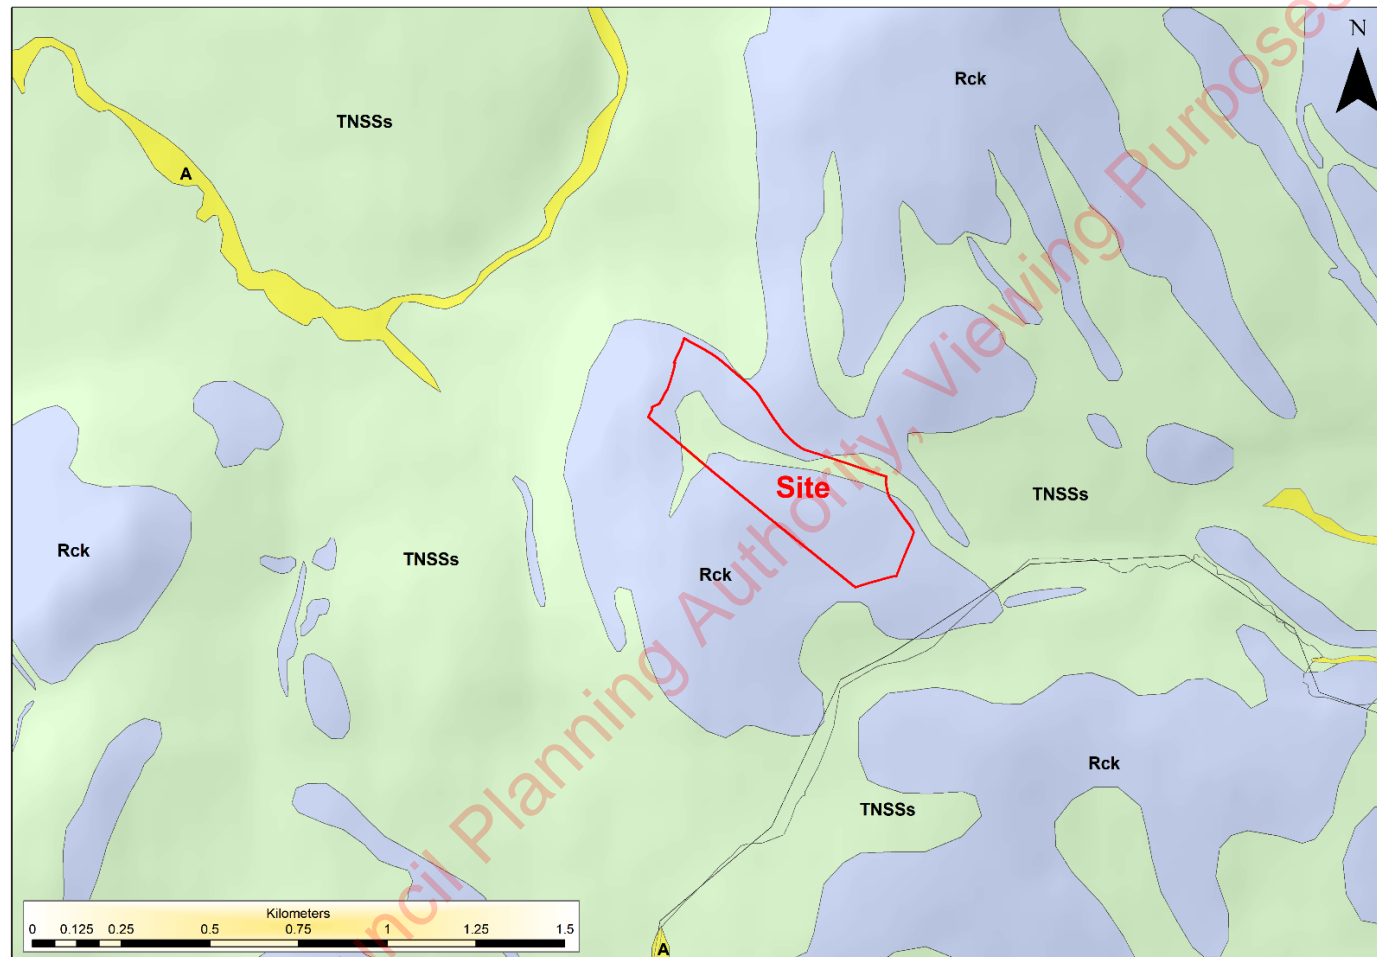 N
Rck
TNSSs
A
Site
TNSSs
Rck
TNSSs
Rck
Rck
TNSSs
Kilometers
0 0.125 0.25 0.5 0.75 1 1.25 1.5
A
Council Planning Authority, Viewing Purposes